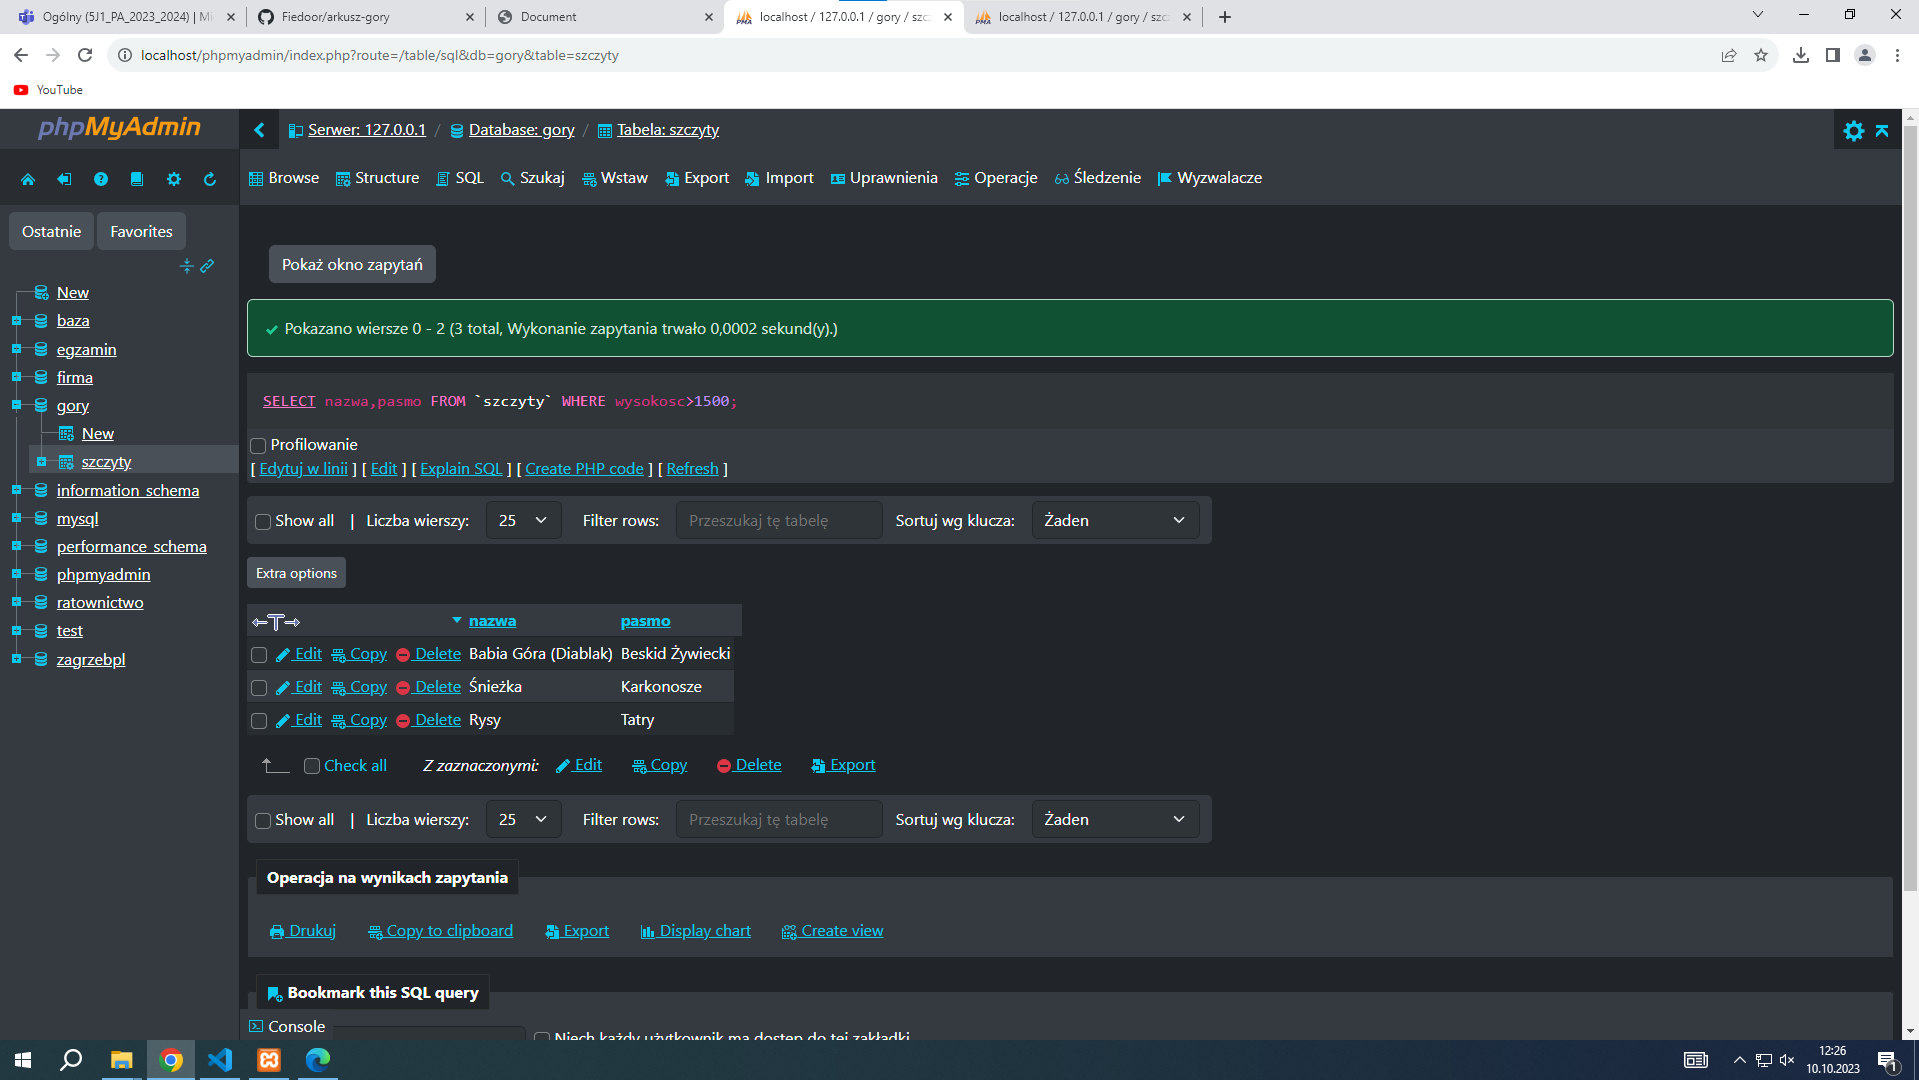 Ogólny (5J1_PA_2023_2024) | Mi
Fiedoor/arkusz-gory
Document
localhost / 127.0.0.1 / gory / szc
localhost / 127.0.0.1 / gory / szc
localhost/phpmyadmin/index.php?route=/table/sql&db=gory&table=szczyty
YouTube
phpMyAdmin
Serwer: 127.0.0.1 / Database: gory / Tabela: szczyty
Browse Structure SQL Szukaj Wstaw Export Import Uprawnienia Operacje Śledzenie Wyzwalacze
Ostatnie Favorites
New
baza
egzamin
firma
gory
New
szczyty
information_schema
mysql
performance_schema
phpmyadmin
ratownictwo
test
zagrzebpl
Pokaż okno zapytań
Pokazano wiersze 0 - 2 (3 total, Wykonanie zapytania trwało 0,0002 sekund(y).)
SELECT nazwa,pasmo FROM `szczyty` WHERE wysokosc>1500;
Profilowanie
[ Edytuj w linii ] [ Edit ] [ Explain SQL ] [ Create PHP code ] [ Refresh ]
Show all | Liczba wierszy: 25 Filter rows: Przeszukaj tę tabelę Sortuj wg klucza: Żaden
Extra options
←T→ nazwa pasmo
Edit Copy Delete Babia Góra (Diablak) Beskid Żywiecki
Edit Copy Delete Śnieżka Karkonosze
Edit Copy Delete Rysy Tatry
Check all Z zaznaczonymi: Edit Copy Delete Export
Show all | Liczba wierszy: 25 Filter rows: Przeszukaj tę tabelę Sortuj wg klucza: Żaden
Operacja na wynikach zapytania
Drukuj Copy to clipboard Export Display chart Create view
Bookmark this SQL query
Console
Niech każdy użytkownik ma dostęp do tej zakładki
12:26
10.10.2023
1